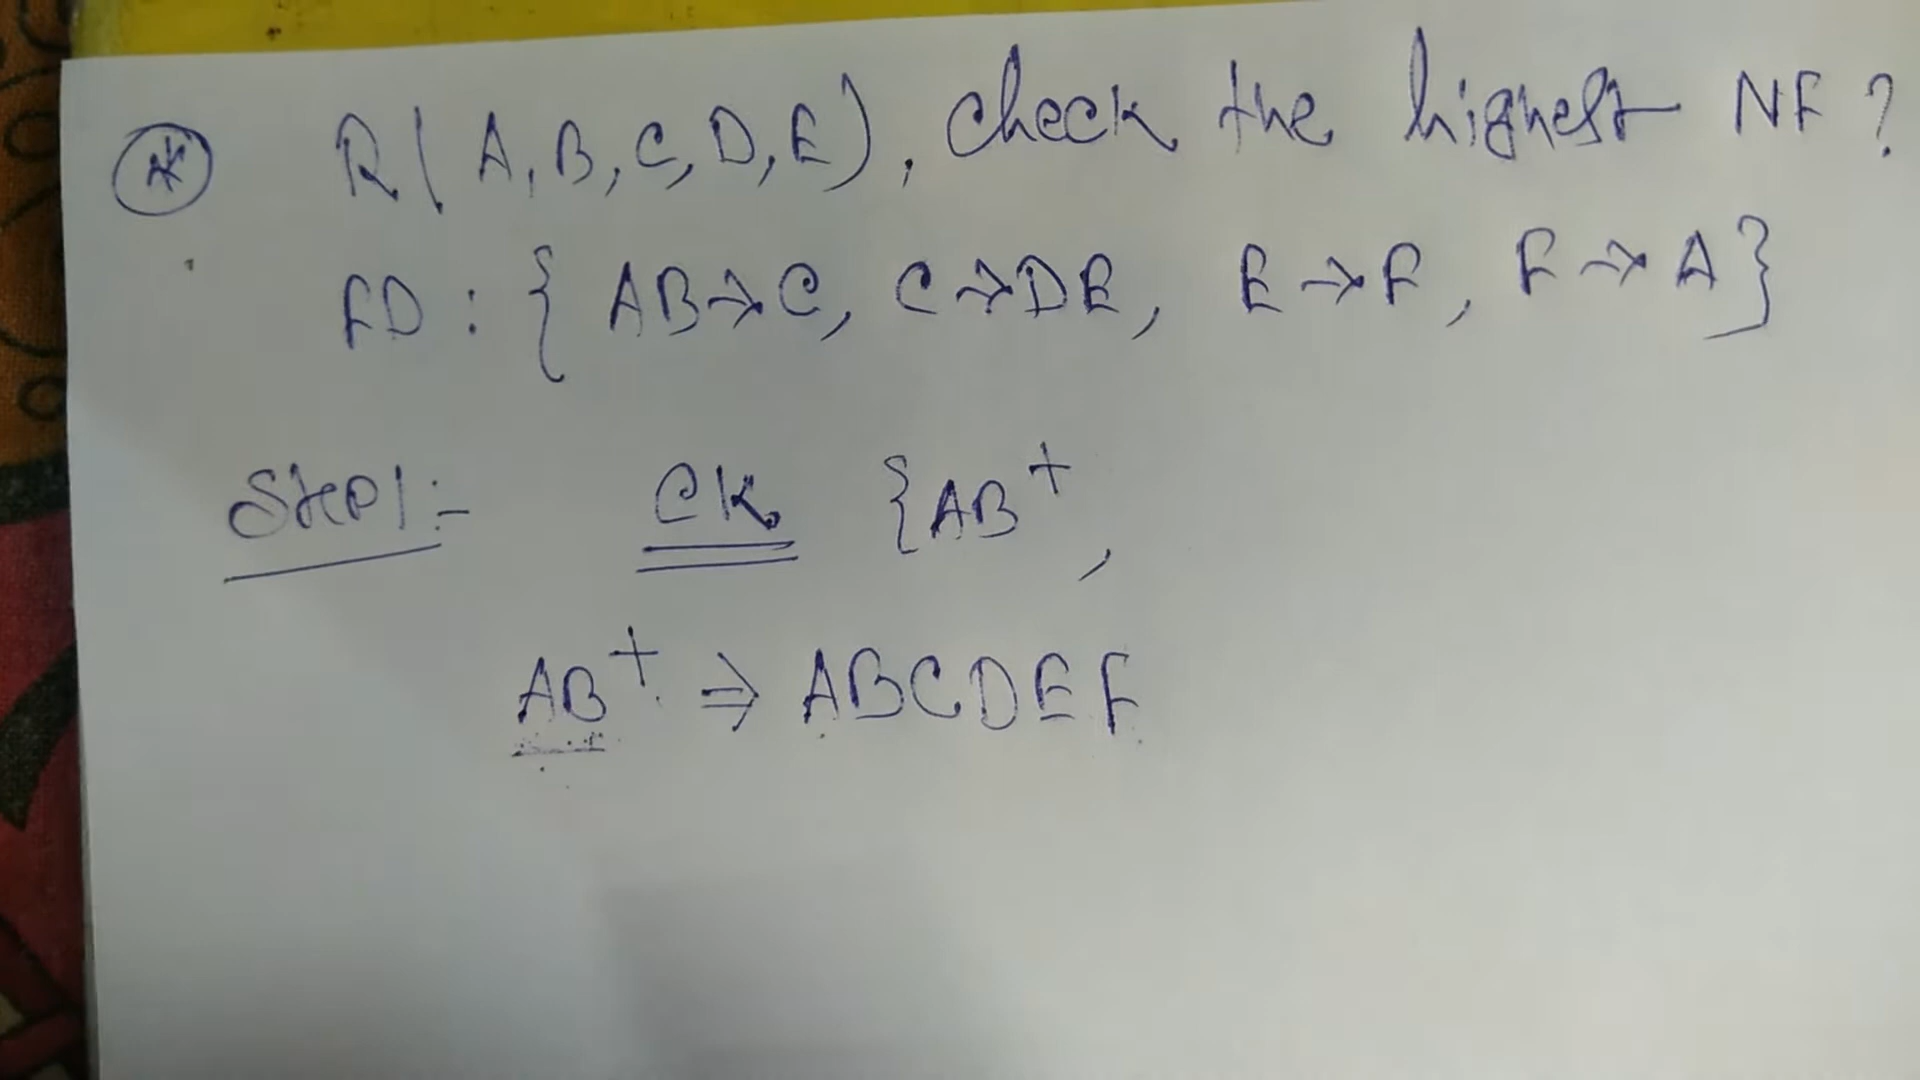 * R(A,B,C,D,E), check the highest NF?
FD: { AB→C, C→DE, E→F, F→A}
Step1:- CK {AB⁺,
AB⁺ ⇒ ABCDEF